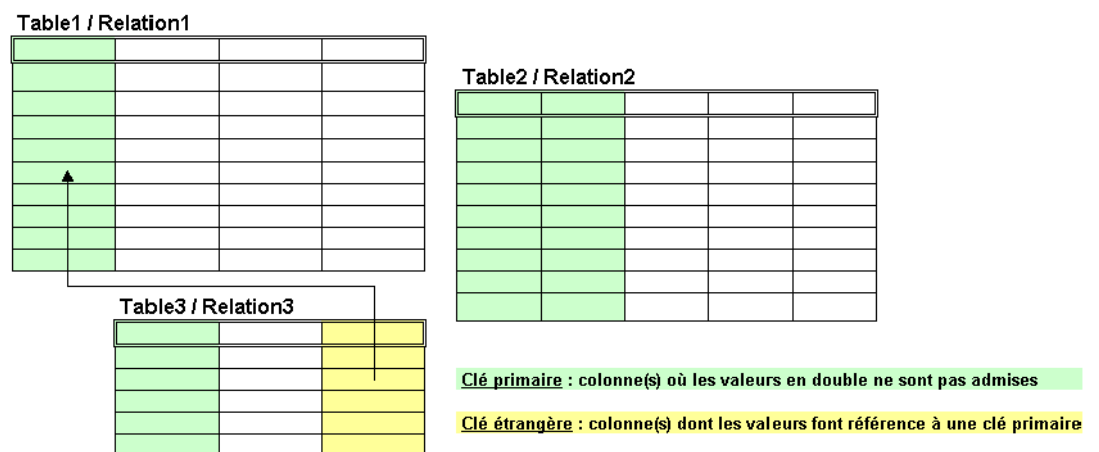 Table1 / Relation1
Table2 / Relation2
Table3 / Relation3
Clé primaire : colonne(s) où les valeurs en double ne sont pas admises
Clé étrangère : colonne(s) dont les valeurs font référence à une clé primaire